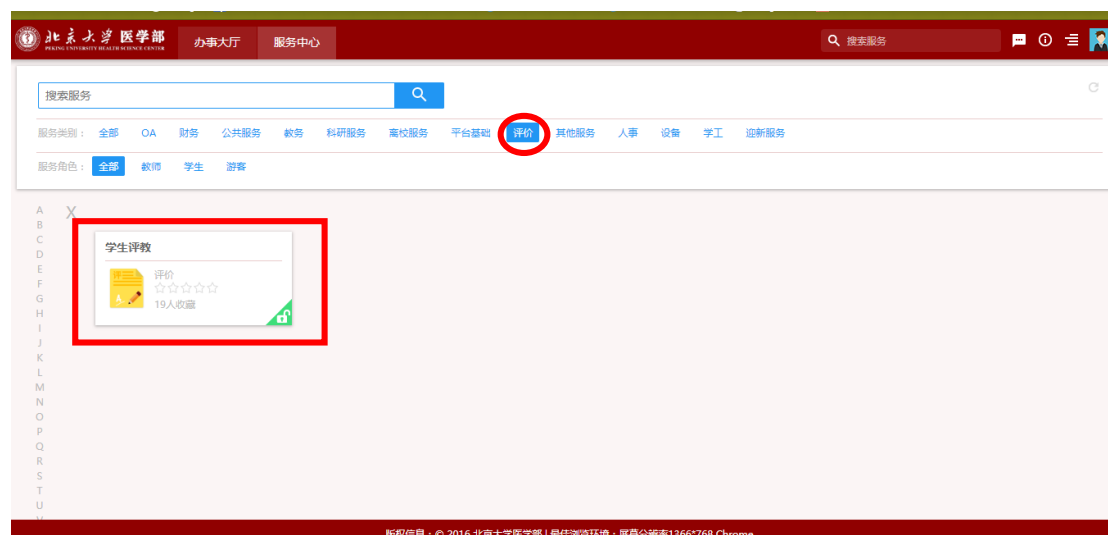 北京大学 医学部 办事大厅 服务中心 搜索服务
PEKING UNIVERSITY HEALTH SCIENCE CENTER
搜索服务
服务类别： 全部 OA 财务 公共服务 教务 科研服务 离校服务 平台基础 评价 其他服务 人事 设备 学工 迎新服务
服务角色： 全部 教师 学生 游客
A X
B
C
D
E
F
G
H
I
J
K
L
M
N
O
P
Q
R
S
T
U
学生评教
评价
19人收藏
版权信息：© 2016 北京大学医学部 | 最佳浏览环境：屏幕分辨率1366*768 Chrome